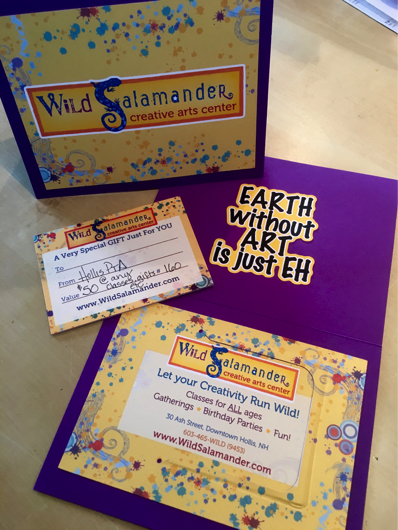 Wild Salamander
creative arts center
EARTH
without
ART
is just EH
Wild Salamander
creative arts center
A Very Special GIFT Just For YOU
To
From Hollis PTA
@ any
Value $50 classes, gifts
www.WildSalamander.com
Wild Salamander
creative arts center
Let your Creativity Run Wild!
Classes for ALL ages
Gatherings Birthday Parties Fun!
30 Ash Street, Downtown Hollis, NH
603-465-WILD (9453)
www.WildSalamander.com